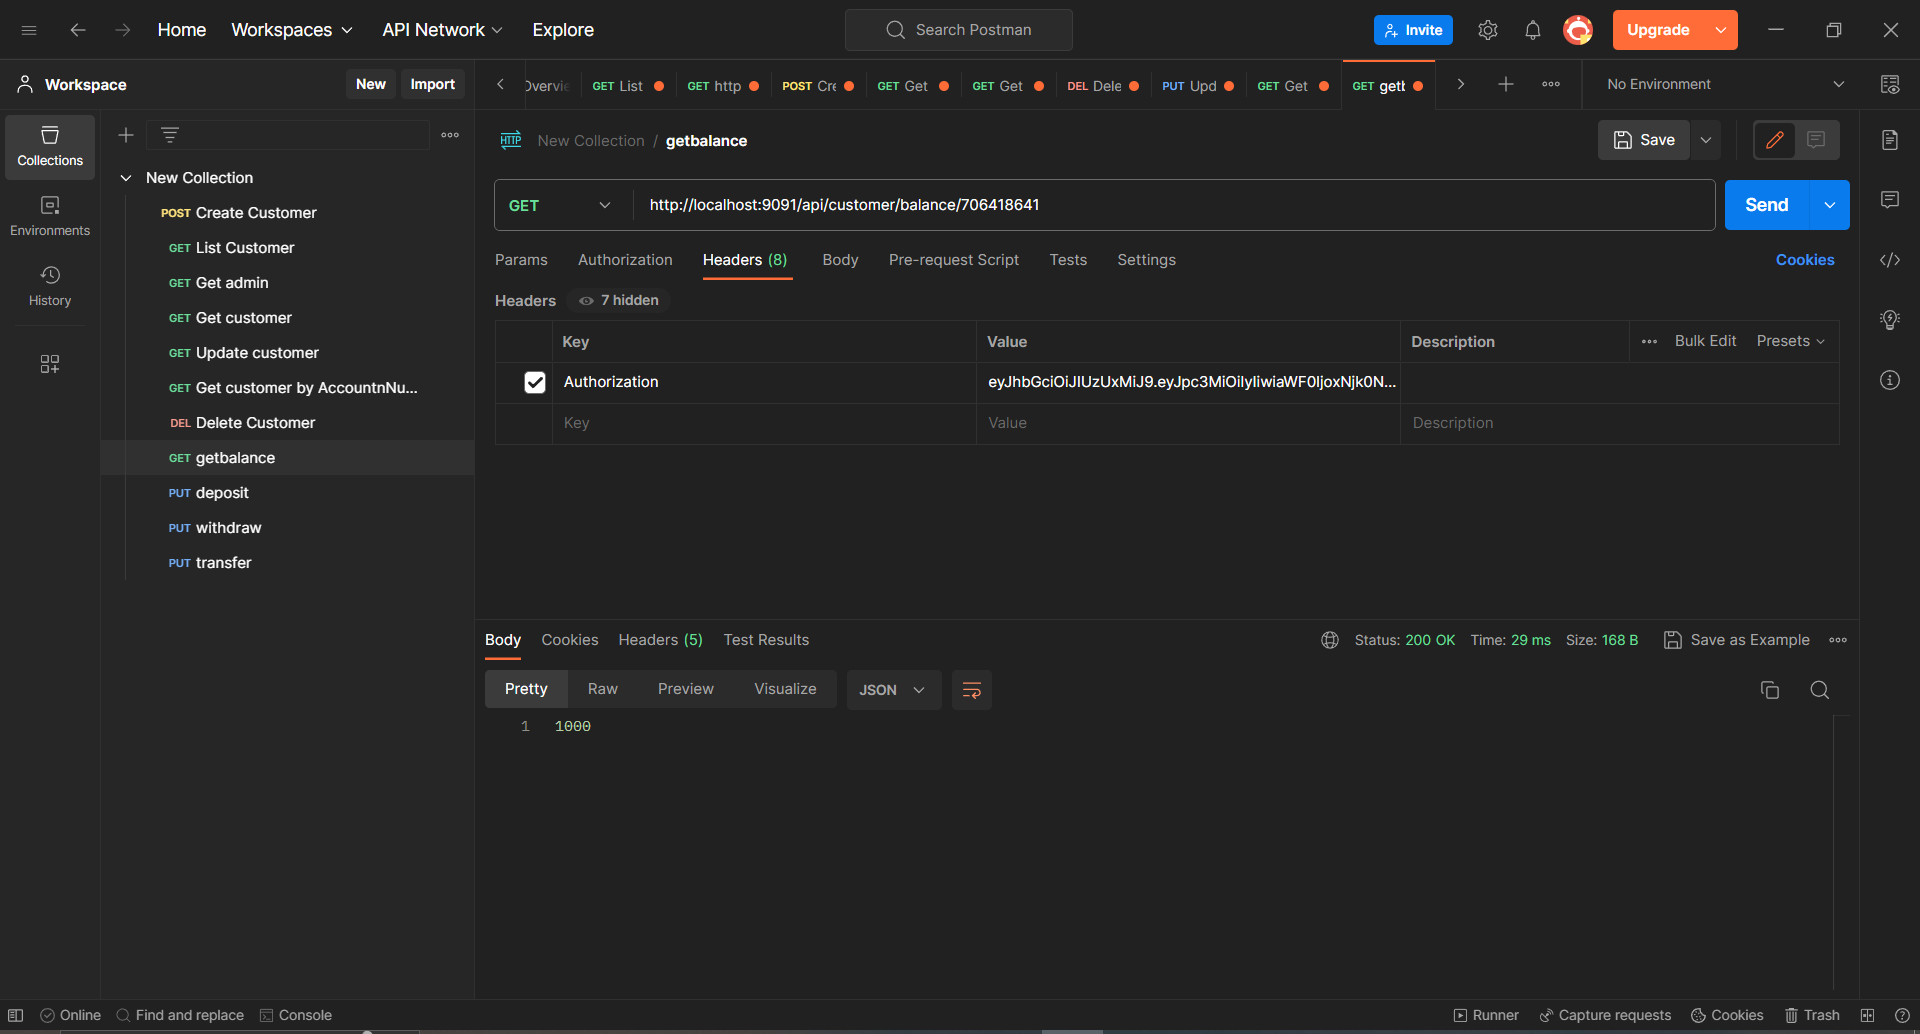 Home Workspaces API Network Explore Search Postman Invite Upgrade
Workspace New Import Overvie GET List GET http POST Cre GET Get GET Get DEL Dele PUT Upd GET Get GET getb No Environment
Collections
Environments
History
New Collection
POST Create Customer
GET List Customer
GET Get admin
GET Get customer
GET Update customer
GET Get customer by AccountnNu...
DEL Delete Customer
GET getbalance
PUT deposit
PUT withdraw
PUT transfer
HTTP New Collection / getbalance Save
GET http://localhost:9091/api/customer/balance/706418641 Send
Params Authorization Headers (8) Body Pre-request Script Tests Settings Cookies
Headers 7 hidden
Key Value Description Bulk Edit Presets
Authorization eyJhbGciOiJIUzUxMiJ9.eyJpc3MiOiIyIiwiaWF0IjoxNjk0N...
Key Value Description
Body Cookies Headers (5) Test Results Status: 200 OK Time: 29 ms Size: 168 B Save as Example
Pretty Raw Preview Visualize JSON
1 1000
Online Find and replace Console Runner Capture requests Cookies Trash